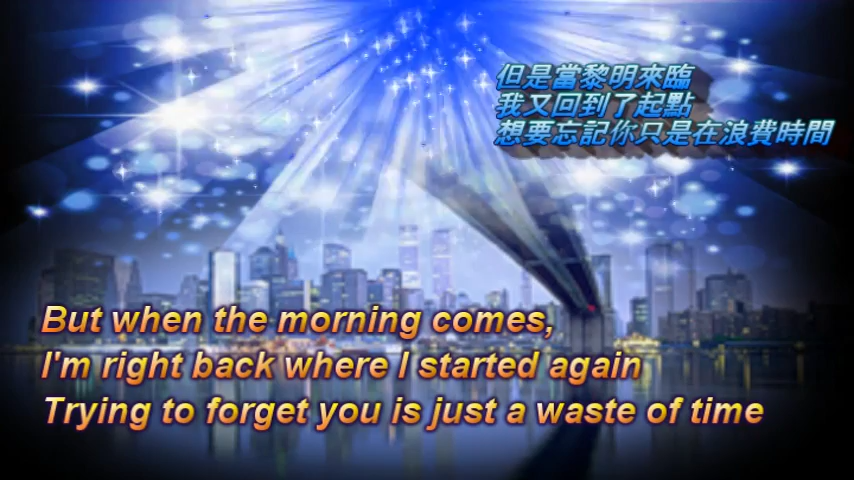 但是當黎明來臨
我又回到了起點
想要忘記你只是在浪費時間
But when the morning comes,
I'm right back where I started again
Trying to forget you is just a waste of time